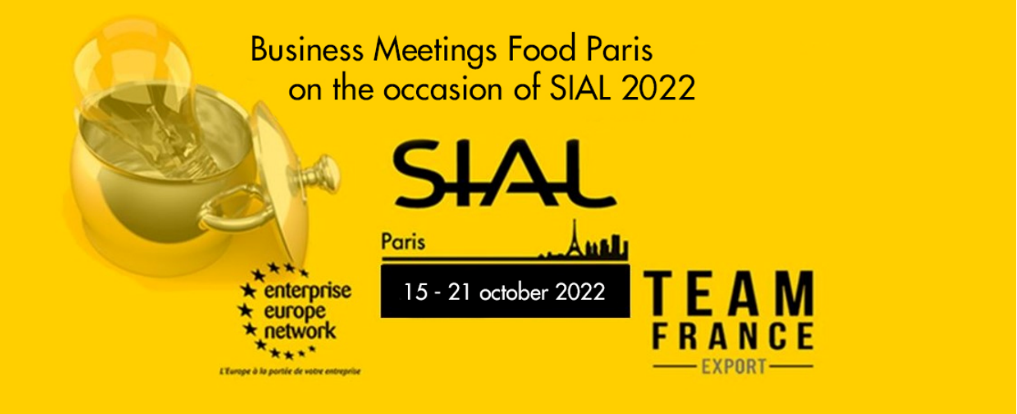 Business Meetings Food Paris
on the occasion of SIAL 2022
SIAL
Paris
15 - 21 october 2022
enterprise
europe
network
L'Europe à la portée de votre entreprise
TEAM
FRANCE
EXPORT